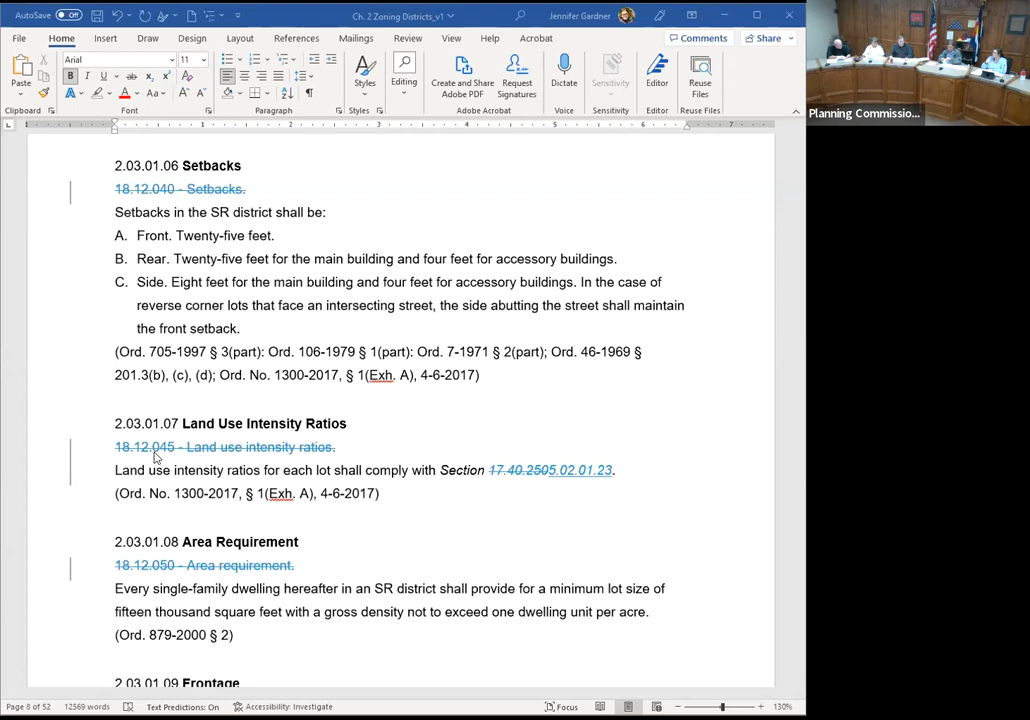 AutoSave Off
Ch. 2 Zoning Districts_v1
Jennifer Gardner
File Home Insert Draw Design Layout References Mailings Review View Help Acrobat Comments Share
Arial 11
Paste
B I U ab x₂ x²
A A Aa A A
Styles
Editing
Create and Share Adobe PDF
Request Signatures
Dictate
Sensitivity
Editor
Reuse Files
Clipboard Font Paragraph Styles Adobe Acrobat Voice Sensitivity Editor Reuse Files
1 1 2 3 4 5 6 7
Planning Commissio...
2.03.01.06 Setbacks
18.12.040 - Setbacks.
Setbacks in the SR district shall be:
A. Front. Twenty-five feet.
B. Rear. Twenty-five feet for the main building and four feet for accessory buildings.
C. Side. Eight feet for the main building and four feet for accessory buildings. In the case of
reverse corner lots that face an intersecting street, the side abutting the street shall maintain
the front setback.
(Ord. 705-1997 § 3(part): Ord. 106-1979 § 1(part): Ord. 7-1971 § 2(part); Ord. 46-1969 §
201.3(b), (c), (d); Ord. No. 1300-2017, § 1(Exh. A), 4-6-2017)
2.03.01.07 Land Use Intensity Ratios
18.12.045 - Land use intensity ratios.
Land use intensity ratios for each lot shall comply with Section 17.40.2505.02.01.23.
(Ord. No. 1300-2017, § 1(Exh. A), 4-6-2017)
2.03.01.08 Area Requirement
18.12.050 - Area requirement.
Every single-family dwelling hereafter in an SR district shall provide for a minimum lot size of
fifteen thousand square feet with a gross density not to exceed one dwelling unit per acre.
(Ord. 879-2000 § 2)
2.03.01.09 Frontage
Page 8 of 52 12569 words Text Predictions: On Accessibility: Investigate Focus 130%